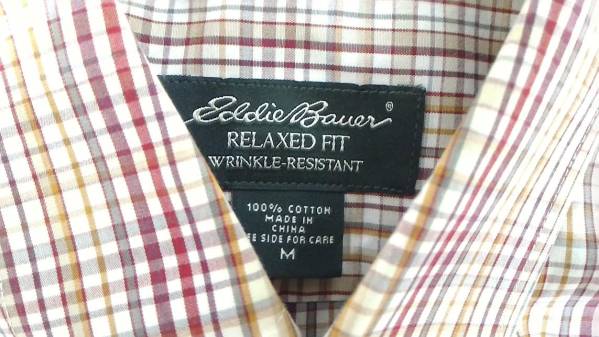 Eddie Bauer®
RELAXED FIT
WRINKLE-RESISTANT
100% COTTON
MADE IN
CHINA
SIDE FOR CARE
M